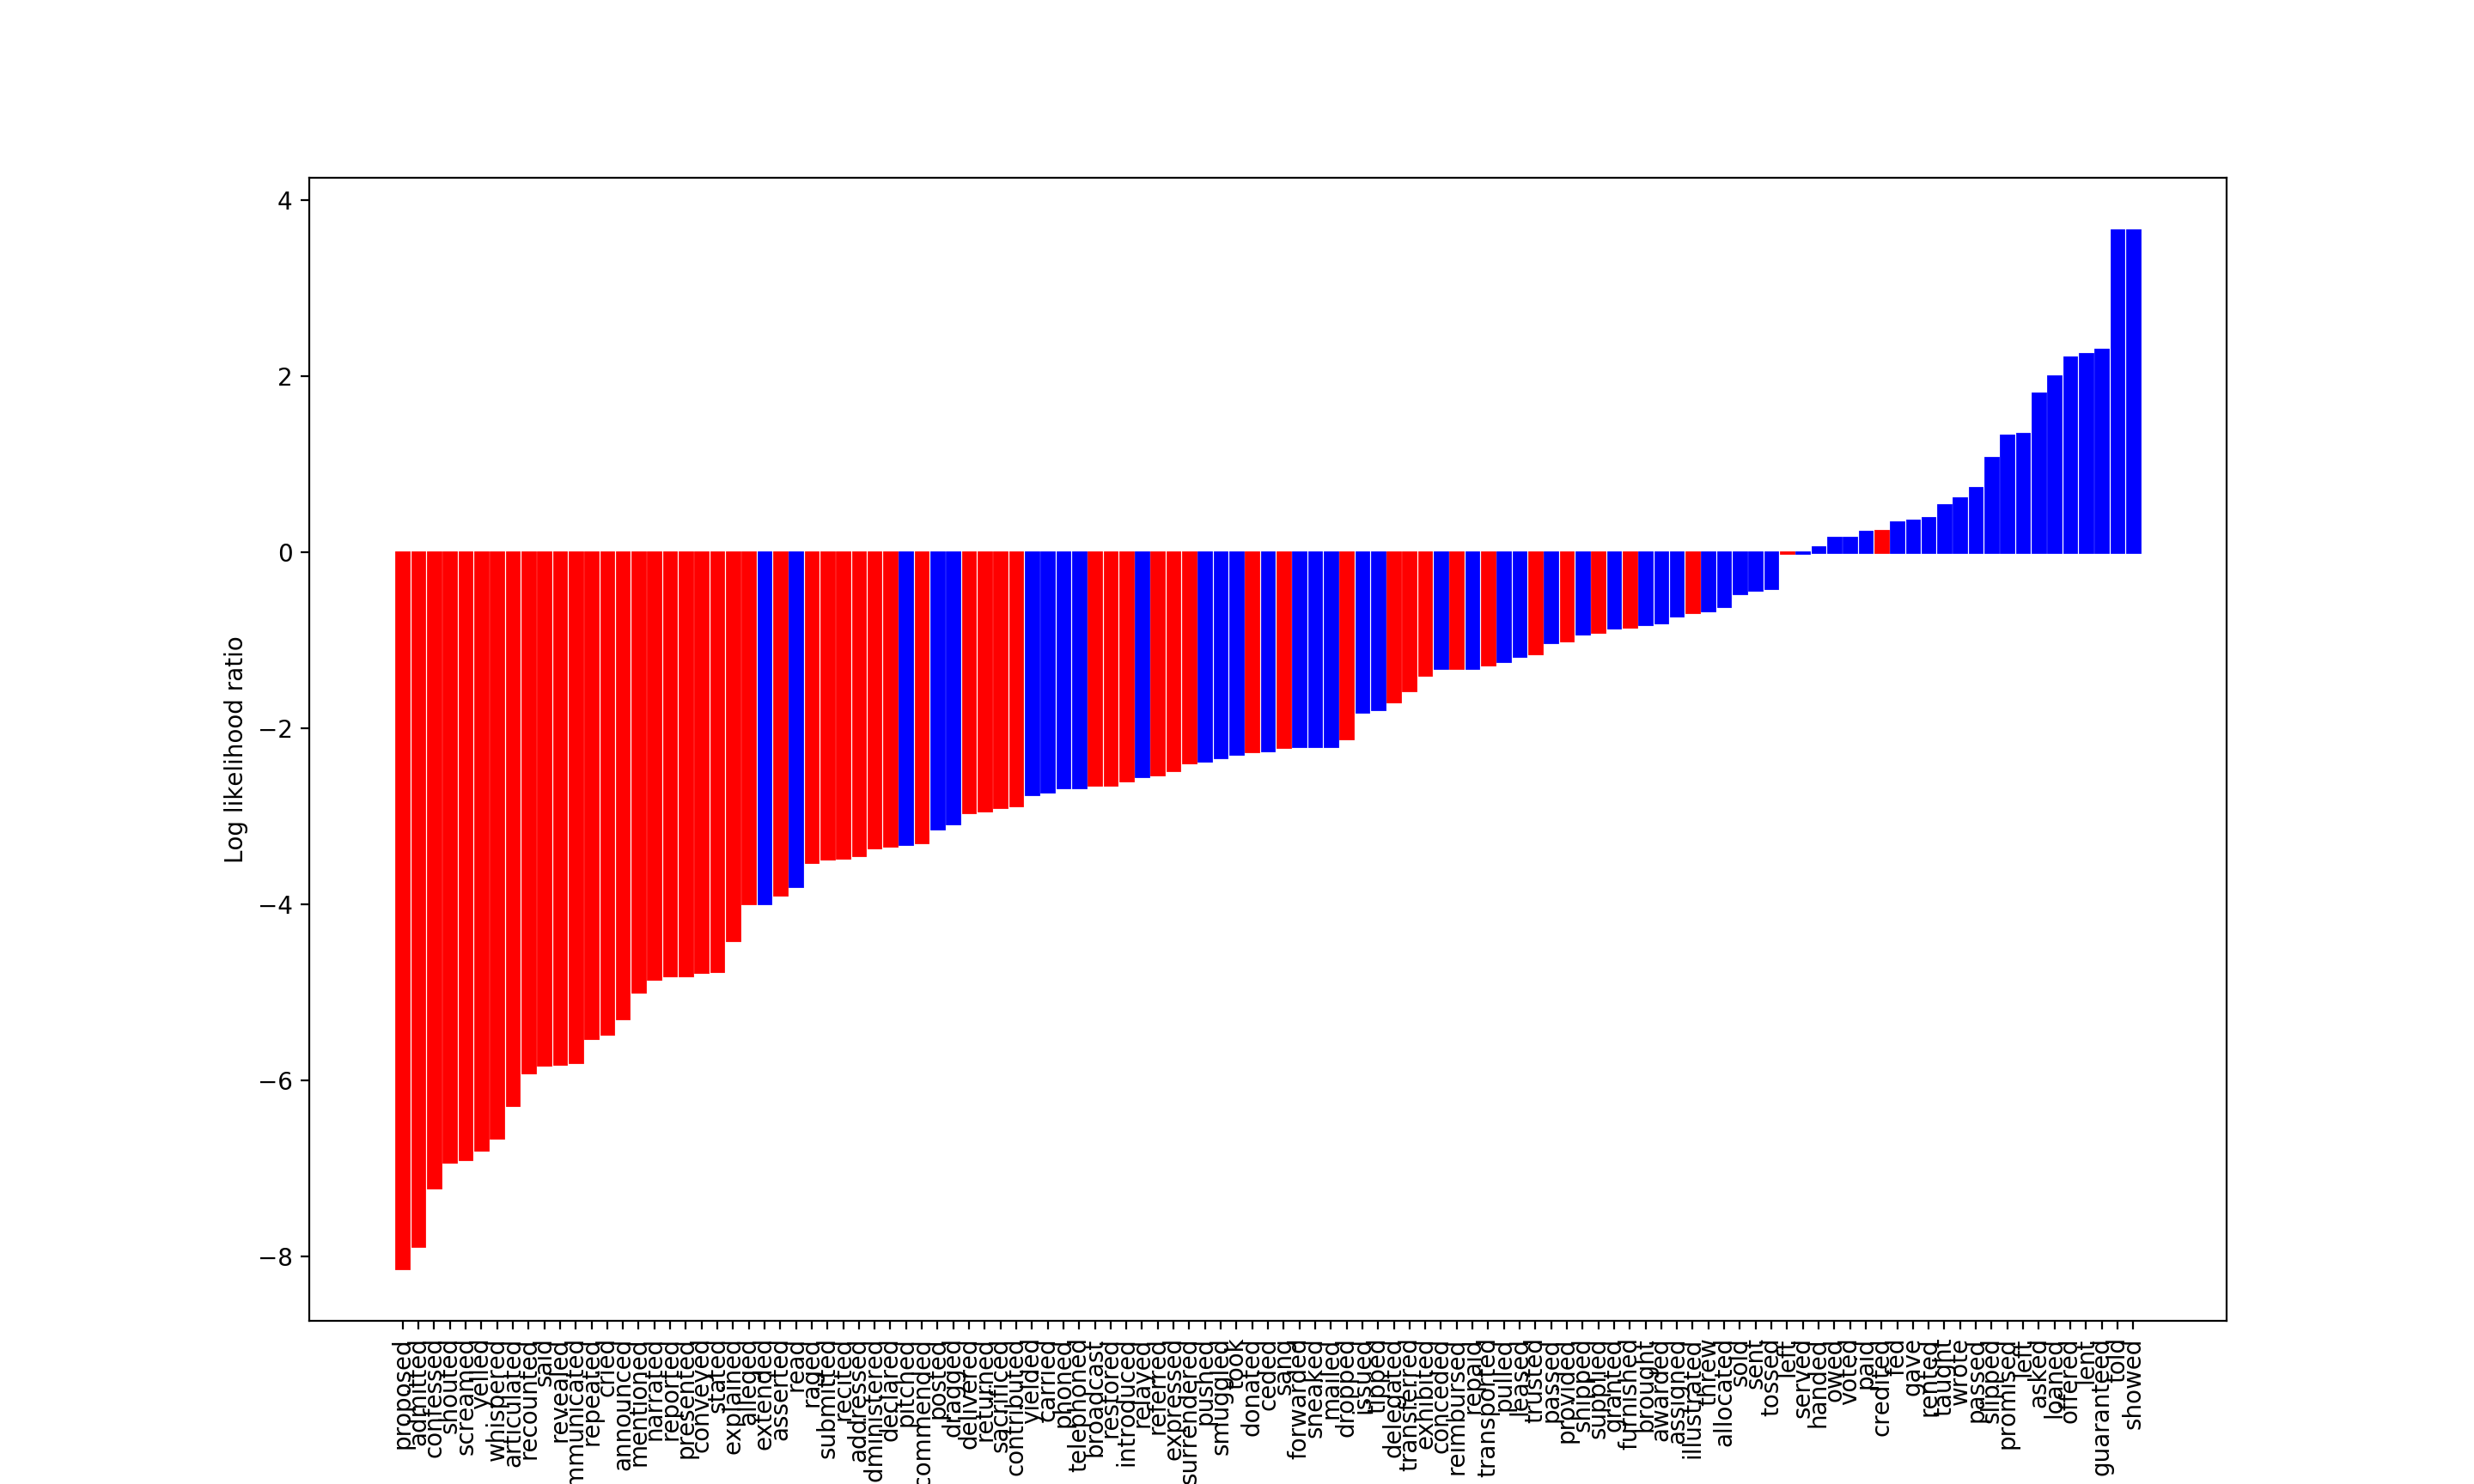 4
2
0
−2
−4
−6
−8
Log likelihood ratio
proposed
admitted
confessed
shouted
screamed
yelled
whispered
articulated
recounted
said
revealed
mmunicated
repeated
cried
announced
mentioned
narrated
reported
presented
conveyed
stated
explained
alleged
extended
asserted
read
raged
submitted
recited
addressed
dministered
declared
pitched
commended
posted
dragged
delivered
returned
sacrificed
contributed
yielded
carried
phoned
telephoned
broadcast
restored
introduced
relayed
referred
expressed
surrendered
pushed
smuggled
took
donated
ceded
sang
forwarded
sneaked
mailed
dropped
issued
tipped
delegated
transferred
exhibited
conceded
reimbursed
repaid
transported
pulled
leased
trusted
passed
provided
shipped
supplied
granted
furnished
brought
awarded
assigned
illustrated
threw
allocated
sold
sent
tossed
left
served
handed
owed
voted
paid
credited
fed
gave
rented
taught
wrote
passed
slipped
promised
left
asked
loaned
offered
lent
guaranteed
told
showed